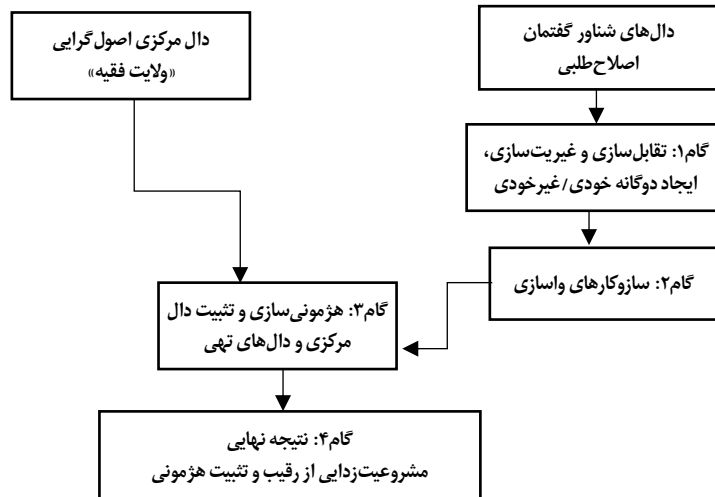 دال‌های شناور گفتمان
اصلاح‌طلبی
دال مرکزی اصول‌گرایی
«ولایت فقیه»
گام۱: تقابل‌سازی و غیریت‌سازی،
ایجاد دوگانه خودی/غیرخودی
گام۲: سازوکارهای واسازی
گام۳: هژمونی‌سازی و تثبیت دال
مرکزی و دال‌های تهی
گام۴: نتیجه نهایی
مشروعیت‌زدایی از رقیب و تثبیت هژمونی